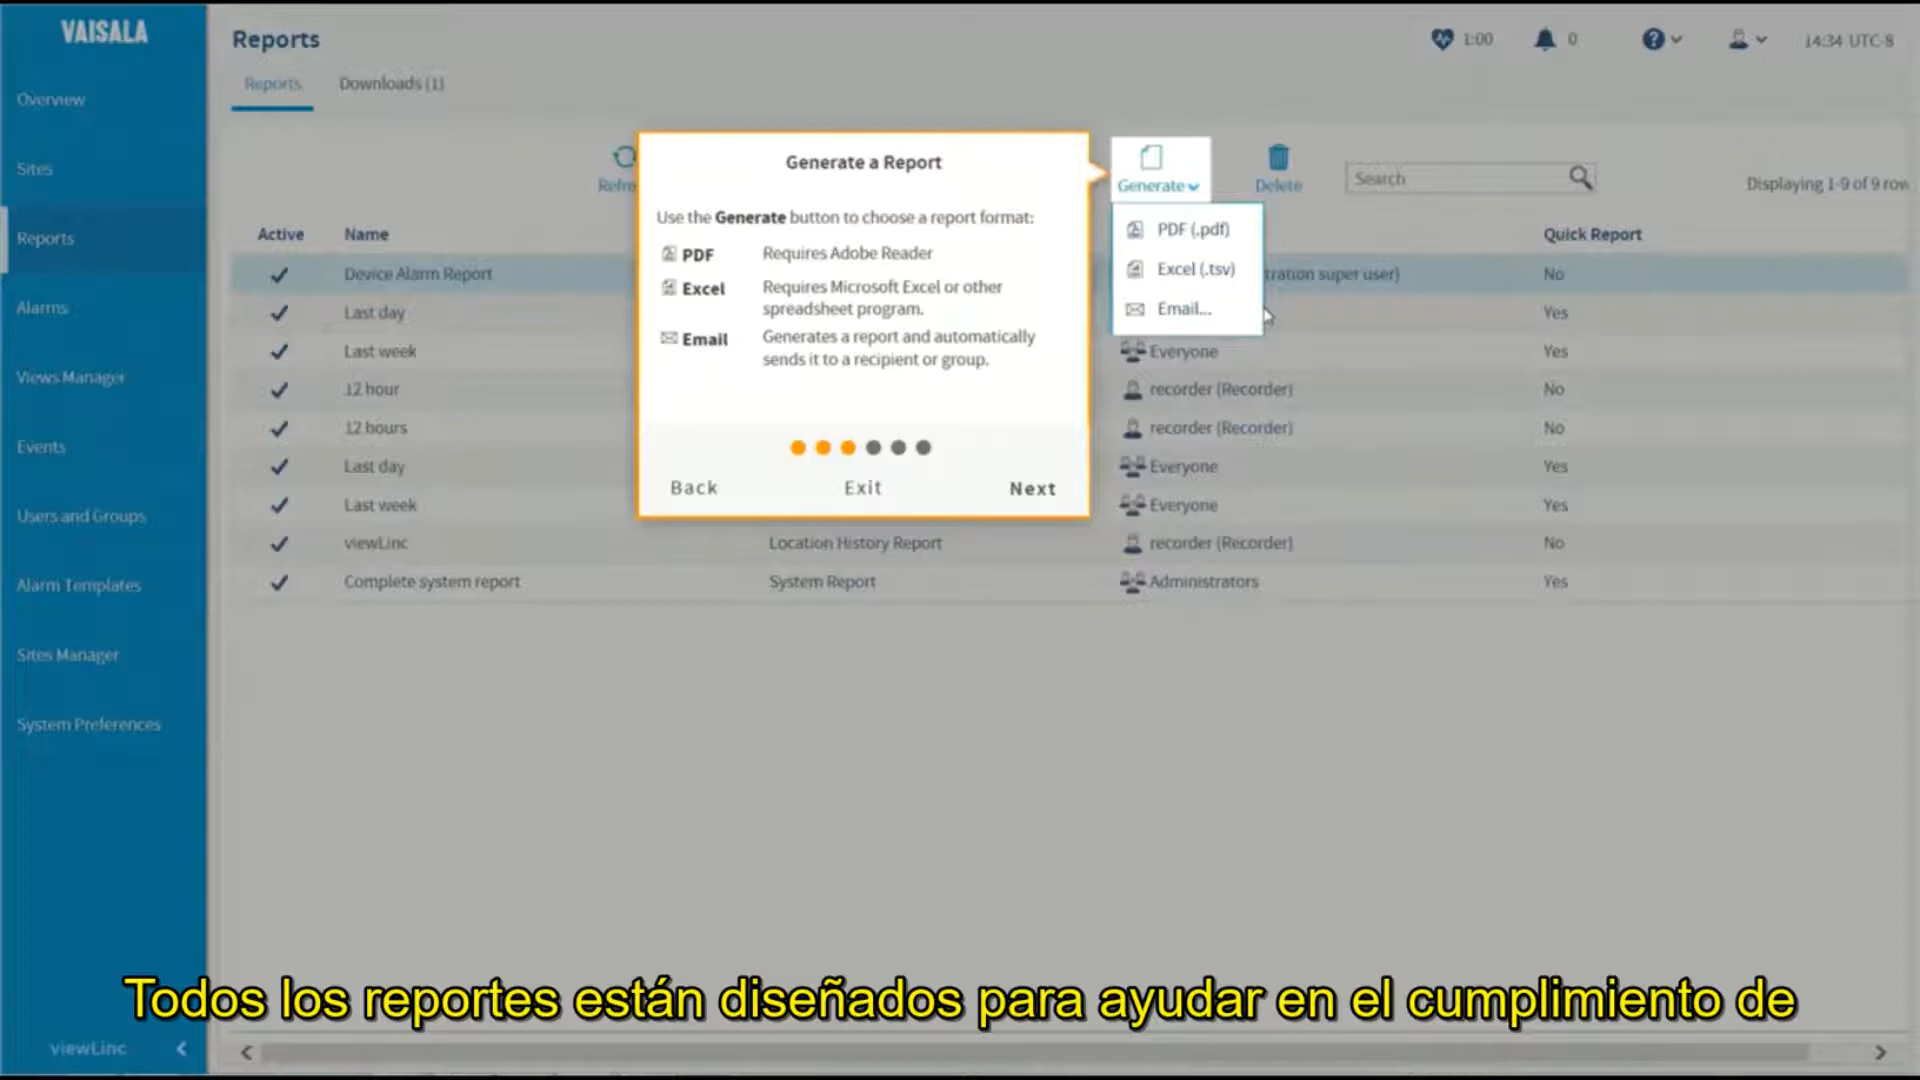 VAISALA
Overview
Sites
Reports
Alarms
Views Manager
Events
Users and Groups
Alarm Templates
Sites Manager
System Preferences
viewLinc
Reports
1:00
0
14:34 UTC-8
Reports
Downloads (1)
Refre
Generate
Delete
Search
Displaying 1-9 of 9 row
PDF (.pdf)
Excel (.tsv)
Email...
Generate a Report
Use the Generate button to choose a report format:
PDF Requires Adobe Reader
Excel Requires Microsoft Excel or other
spreadsheet program.
Email Generates a report and automatically
sends it to a recipient or group.
Back Exit Next
Active Name Quick Report
Device Alarm Report tration super user) No
Last day Yes
Last week Everyone Yes
12 hour recorder (Recorder) No
12 hours recorder (Recorder) No
Last day Everyone Yes
Last week Everyone Yes
viewLinc Location History Report recorder (Recorder) No
Complete system report System Report Administrators Yes
Todos los reportes están diseñados para ayudar en el cumplimiento de